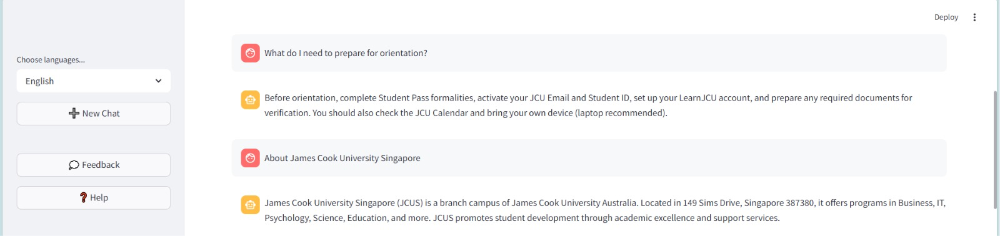 Deploy
Choose languages...
English
New Chat
Feedback
Help
What do I need to prepare for orientation?
Before orientation, complete Student Pass formalities, activate your JCU Email and Student ID, set up your LearnJCU account, and prepare any required documents for
verification. You should also check the JCU Calendar and bring your own device (laptop recommended).
About James Cook University Singapore
James Cook University Singapore (JCUS) is a branch campus of James Cook University Australia. Located in 149 Sims Drive, Singapore 387380, it offers programs in Business, IT,
Psychology, Science, Education, and more. JCUS promotes student development through academic excellence and support services.